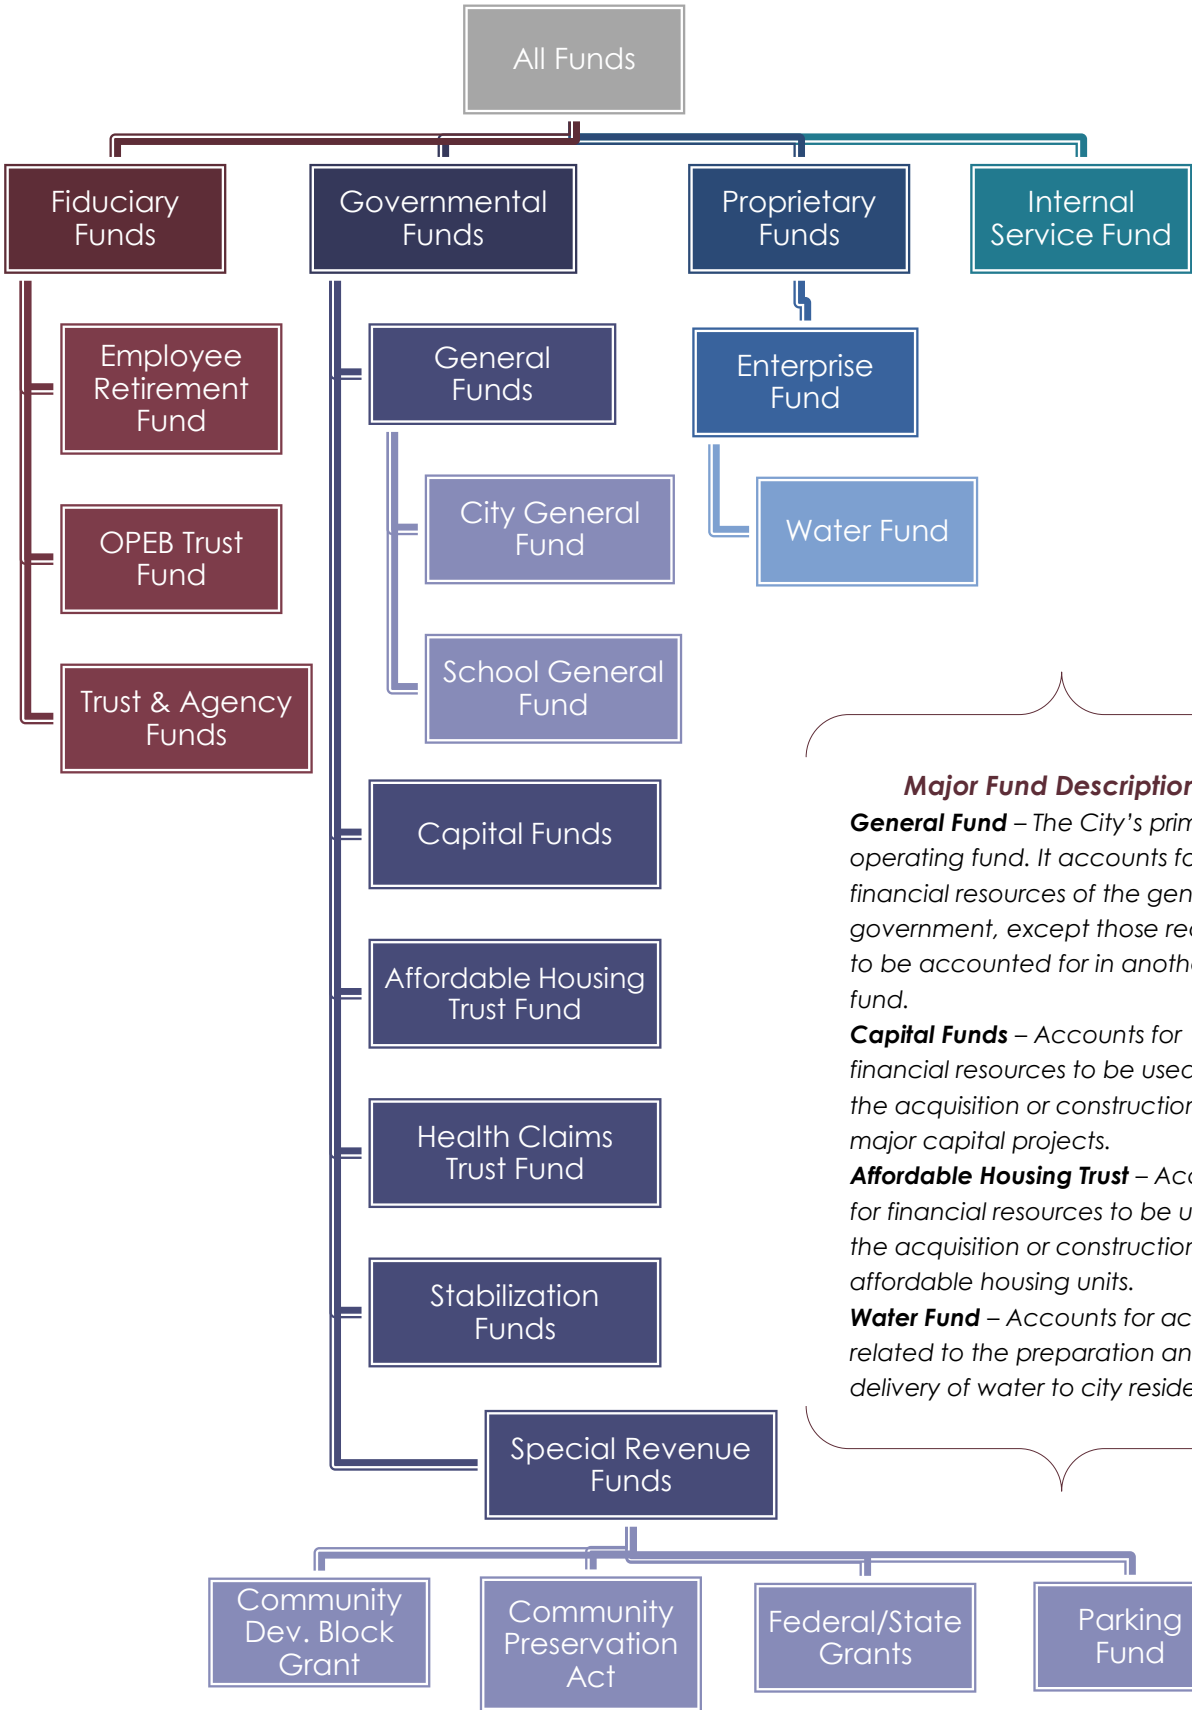 All Funds
Fiduciary
Funds
Governmental
Funds
Proprietary
Funds
Internal
Service Fund
Employee
Retirement
Fund
OPEB Trust
Fund
Trust & Agency
Funds
General
Funds
City General
Fund
School General
Fund
Capital Funds
Affordable Housing
Trust Fund
Health Claims
Trust Fund
Stabilization
Funds
Special Revenue
Funds
Community
Dev. Block
Grant
Community
Preservation
Act
Federal/State
Grants
Parking
Fund
Enterprise
Fund
Water Fund
Major Fund
General Fund – The City's
operating fund. It accounts
financial resources of the
government, except those
to be accounted for in
fund.
Capital Funds – Accounts for
financial resources to be used
the acquisition or construction
major capital projects.
Affordable Housing Trust –
for financial resources to be
the acquisition or construction
affordable housing units.
Water Fund – Accounts for
related to the preparation
delivery of water to city